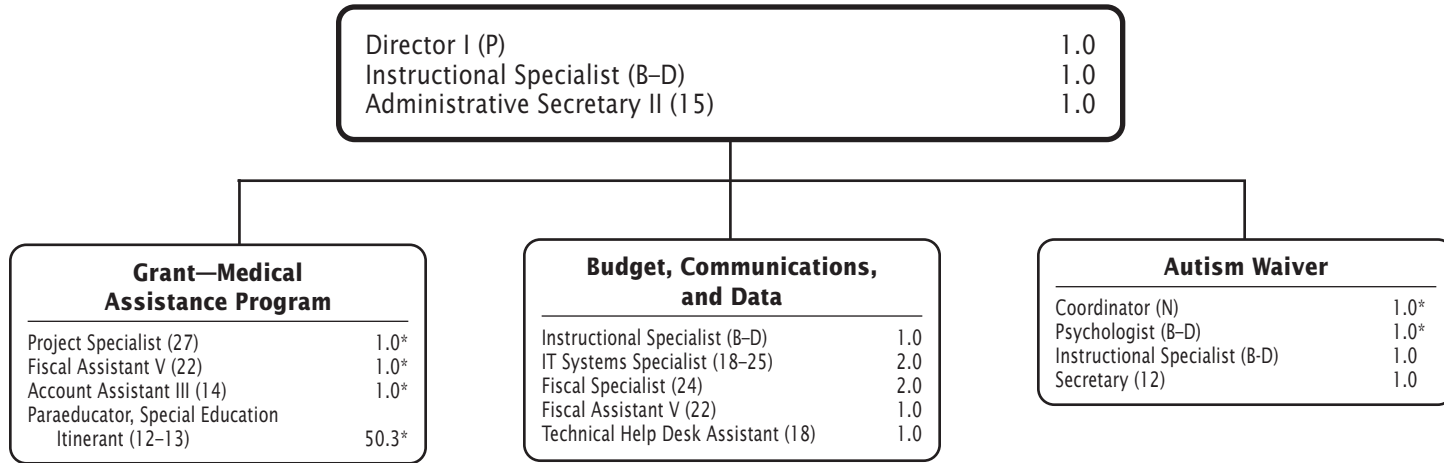 Director I (P) 1.0
Instructional Specialist (B–D) 1.0
Administrative Secretary II (15) 1.0
Grant—Medical
Assistance Program
Project Specialist (27) 1.0*
Fiscal Assistant V (22) 1.0*
Account Assistant III (14) 1.0*
Paraeducator, Special Education
Itinerant (12–13) 50.3*
Budget, Communications,
and Data
Instructional Specialist (B–D) 1.0
IT Systems Specialist (18–25) 2.0
Fiscal Specialist (24) 2.0
Fiscal Assistant V (22) 1.0
Technical Help Desk Assistant (18) 1.0
Autism Waiver
Coordinator (N) 1.0*
Psychologist (B–D) 1.0*
Instructional Specialist (B-D) 1.0
Secretary (12) 1.0